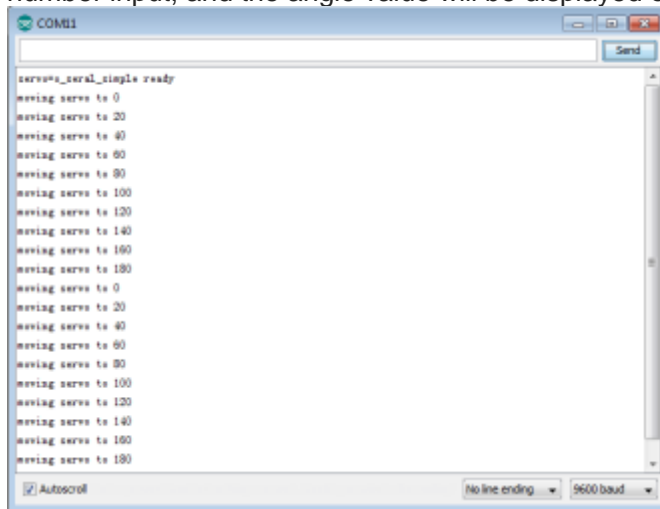 number input, and the angle value will be displayed
COM11
Send
servo=o_seral_simple ready
moving servo to 0
moving servo to 20
moving servo to 40
moving servo to 60
moving servo to 80
moving servo to 100
moving servo to 120
moving servo to 140
moving servo to 160
moving servo to 180
moving servo to 0
moving servo to 20
moving servo to 40
moving servo to 60
moving servo to 80
moving servo to 100
moving servo to 120
moving servo to 140
moving servo to 160
moving servo to 180
Autoscroll
No line ending
9600 baud